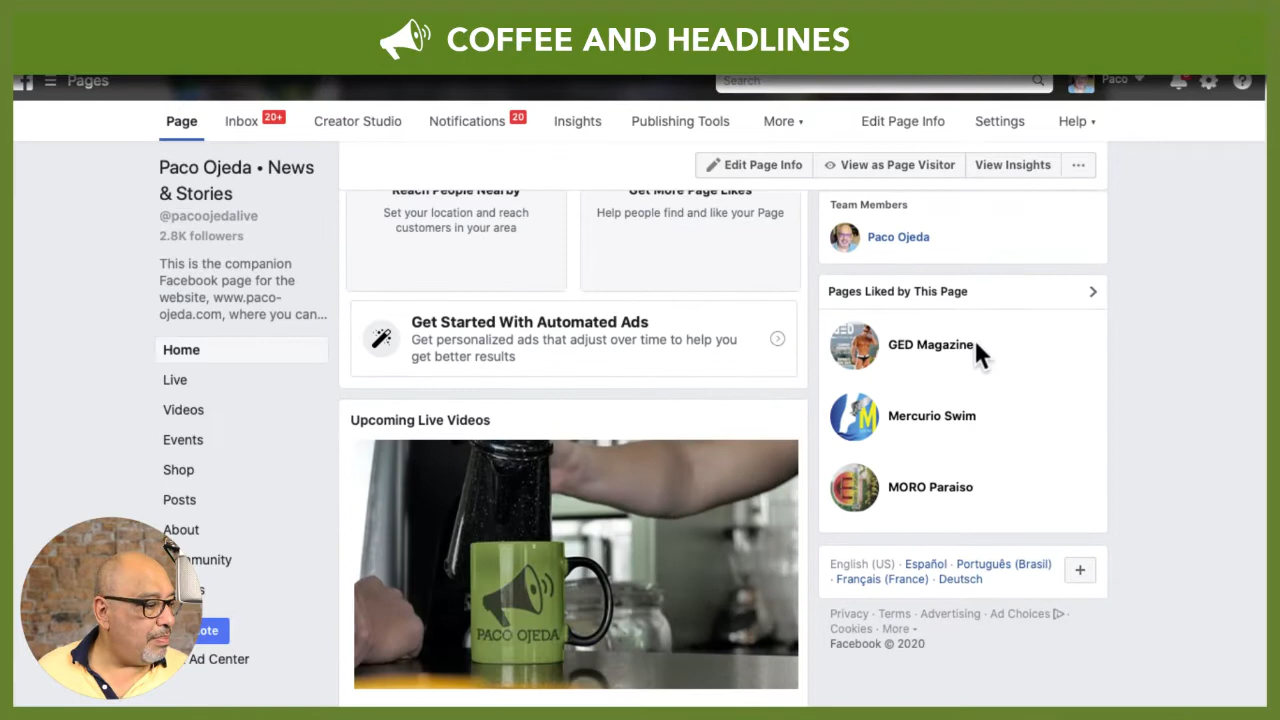 COFFEE AND HEADLINES
Pages
Search
Paco
Page
Inbox 20+
Creator Studio
Notifications 20
Insights
Publishing Tools
More
Edit Page Info
Settings
Help
Paco Ojeda • News
& Stories
@pacoojedalive
2.8K followers
This is the companion
Facebook page for the
website, www.paco-
ojeda.com, where you can...
Home
Live
Videos
Events
Shop
Posts
About
Ad Center
Edit Page Info
View as Page Visitor
View Insights
...
Reach People Nearby
Set your location and reach
customers in your area
Get More Page Likes
Help people find and like your Page
Get Started With Automated Ads
Get personalized ads that adjust over time to help you
get better results
Upcoming Live Videos
PACO OJEDA
Team Members
Paco Ojeda
Pages Liked by This Page
GED Magazine
Mercurio Swim
MORO Paraiso
English (US) · Español · Português (Brasil)
· Français (France) · Deutsch
Privacy · Terms · Advertising · Ad Choices ·
Cookies · More
Facebook © 2020